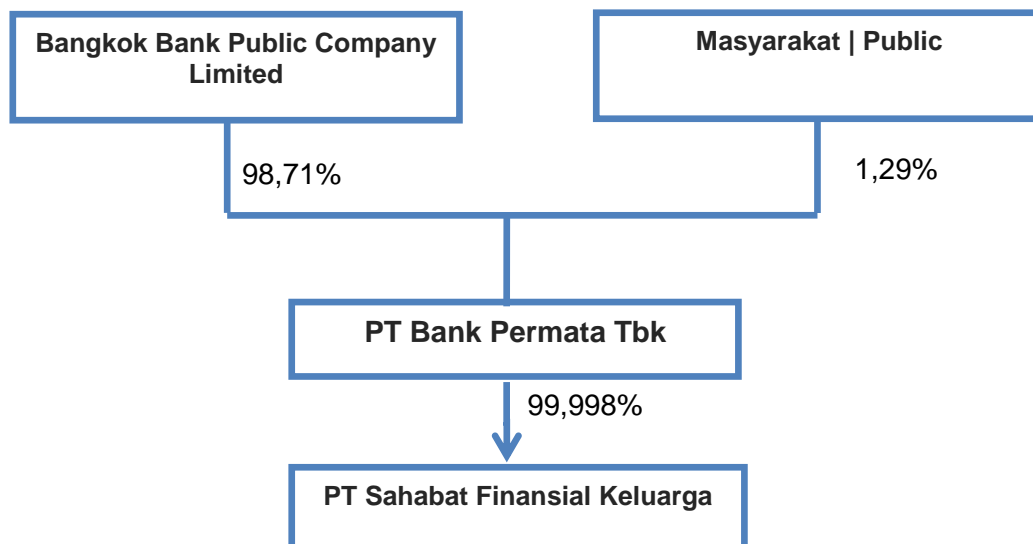 Bangkok Bank Public Company
Limited
Masyarakat | Public
98,71%
1,29%
PT Bank Permata Tbk
99,998%
PT Sahabat Finansial Keluarga